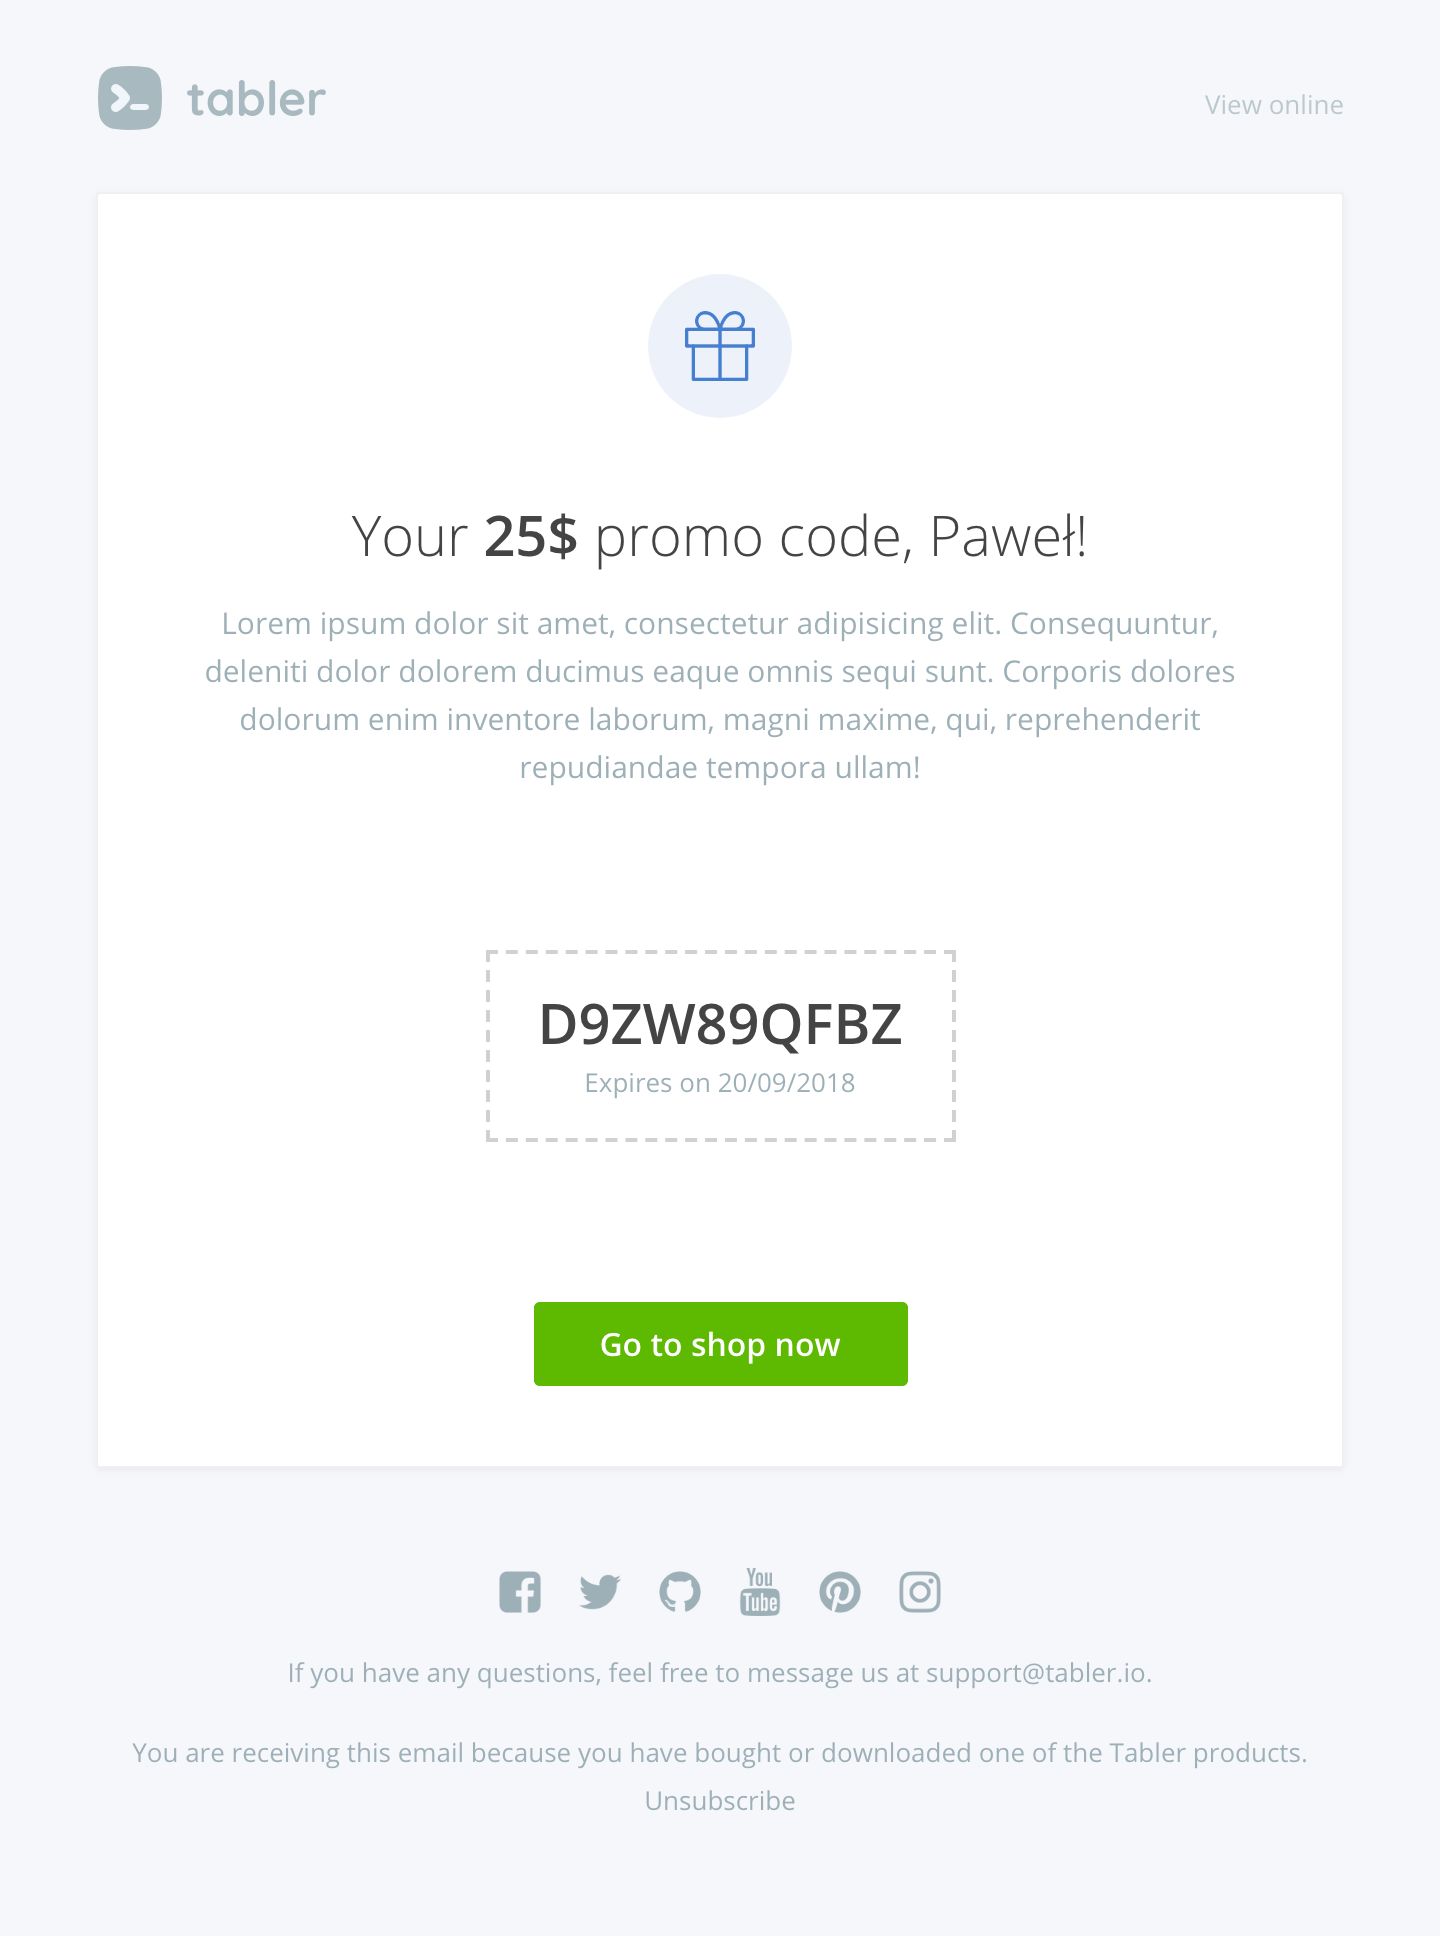 tabler
View online
Your 25$ promo code, Paweł!
Lorem ipsum dolor sit amet, consectetur adipisicing elit. Consequuntur,
deleniti dolor dolorem ducimus eaque omnis sequi sunt. Corporis dolores
dolorum enim inventore laborum, magni maxime, qui, reprehenderit
repudiandae tempora ullam!
D9ZW89QFBZ
Expires on 20/09/2018
Go to shop now
You
Tube
If you have any questions, feel free to message us at support@tabler.io.
You are receiving this email because you have bought or downloaded one of the Tabler products.
Unsubscribe